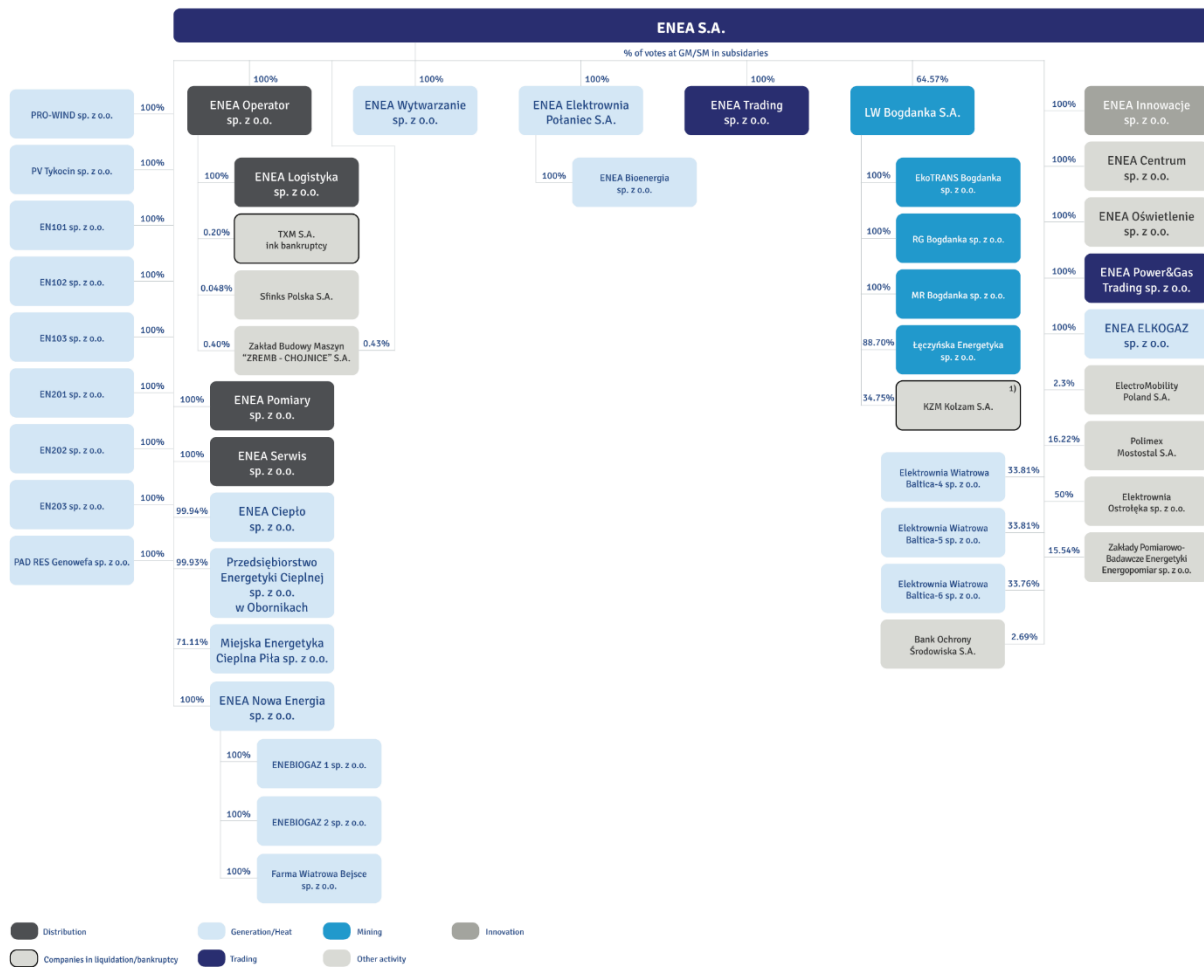 ENEA S.A.
% of votes at GM/SM in subsidaries
100%
100%
100%
100%
64.57%
PRO-WIND sp. z o.o.
100%
PV Tykocin sp. z o.o.
100%
EN101 sp. z o.o.
100%
EN102 sp. z o.o.
100%
EN103 sp. z o.o.
100%
EN201 sp. z o.o.
100%
EN202 sp. z o.o.
100%
EN203 sp. z o.o.
100%
PAD RES Genowefa sp. z o.o.
100%
ENEA Operator
sp. z o.o.
100%
ENEA Logistyka
sp. z o.o.
0.20%
TXM S.A.
ink bankruptcy
0.048%
Sfinks Polska S.A.
0.40%
Zakład Budowy Maszyn
"ZREMB - CHOJNICE" S.A.
0.43%
100%
ENEA Pomiary
sp. z o.o.
100%
ENEA Serwis
sp. z o.o.
99.94%
ENEA Ciepło
sp. z o.o.
99.93%
Przedsiębiorstwo
Energetyki Cieplnej
sp. z o.o.
w Obornikach
71.11%
Miejska Energetyka
Cieplna Piła sp. z o.o.
100%
ENEA Nowa Energia
sp. z o.o.
100%
ENEBIOGAZ 1 sp. z o.o.
100%
ENEBIOGAZ 2 sp. z o.o.
100%
Farma Wiatrowa Bejsce
sp. z o.o.
ENEA Wytwarzanie
sp. z o.o.
ENEA Elektrownia
Połaniec S.A.
100%
ENEA Bioenergia
sp. z o.o.
ENEA Trading
sp. z o.o.
LW Bogdanka S.A.
100%
EkoTRANS Bogdanka
sp. z o.o.
100%
RG Bogdanka sp. z o.o.
100%
MR Bogdanka sp. z o.o.
88.70%
Łęczyńska Energetyka
sp. z o.o.
34.75%
KZM Kolzam S.A.
1)
Elektrownia Wiatrowa
Baltica-4 sp. z o.o.
33.81%
Elektrownia Wiatrowa
Baltica-5 sp. z o.o.
33.81%
Elektrownia Wiatrowa
Baltica-6 sp. z o.o.
33.76%
Bank Ochrony
Środowiska S.A.
2.69%
100%
ENEA Innowacje
sp. z o.o.
100%
ENEA Centrum
sp. z o.o.
100%
ENEA Oświetlenie
sp. z o.o.
100%
ENEA Power&Gas
Trading sp. z o.o.
100%
ENEA ELKOGAZ
sp. z o.o.
2.3%
ElectroMobility
Poland S.A.
16.22%
Polimex
Mostostal S.A.
50%
Elektrownia
Ostrołęka sp. z o.o.
15.54%
Zakłady Pomiarowo-
Badawcze Energetyki
Energopomiar sp. z o.o.
Distribution
Generation/Heat
Mining
Innovation
Companies in liquidation/bankruptcy
Trading
Other activity